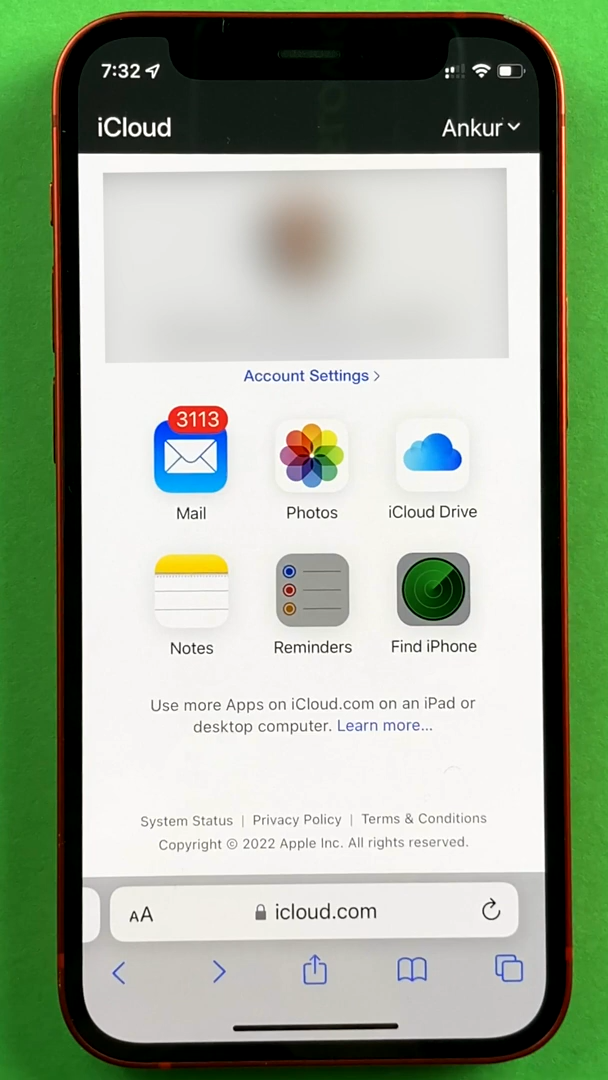 7:32
iCloud Ankur
Account Settings >
3113
Mail Photos iCloud Drive
Notes Reminders Find iPhone
Use more Apps on iCloud.com on an iPad or
desktop computer. Learn more...
System Status | Privacy Policy | Terms & Conditions
Copyright © 2022 Apple Inc. All rights reserved.
AA icloud.com